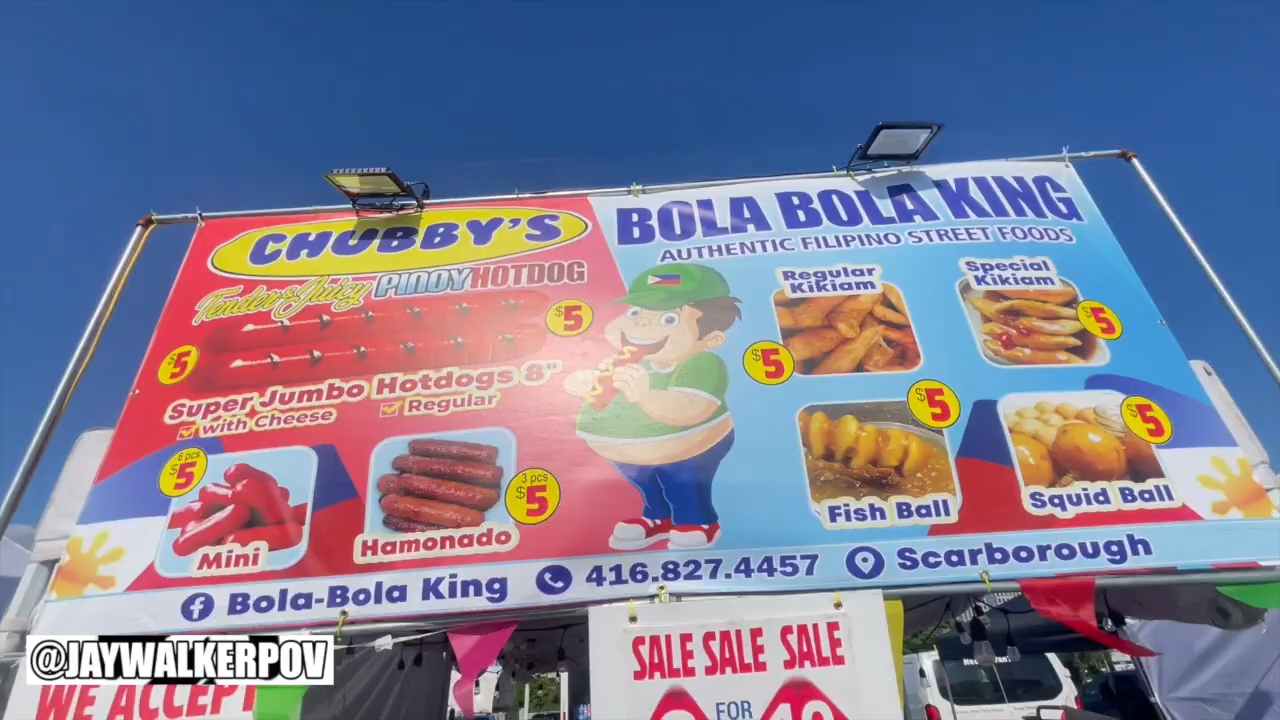 CHUBBY'S
Tender & Juicy PINOY HOTDOG
$5
$5
Super Jumbo Hotdogs 8"
with Cheese
Regular
6 pcs
$5
Mini
3 pcs
$5
Hamonado
BOLA BOLA KING
AUTHENTIC FILIPINO STREET FOODS
Regular
Kikiam
$5
Special
Kikiam
$5
$5
Fish Ball
$5
Squid Ball
Bola-Bola King 416.827.4457 Scarborough
@JAYWALKERPOV
WE ACCEPT
SALE SALE SALE
FOR